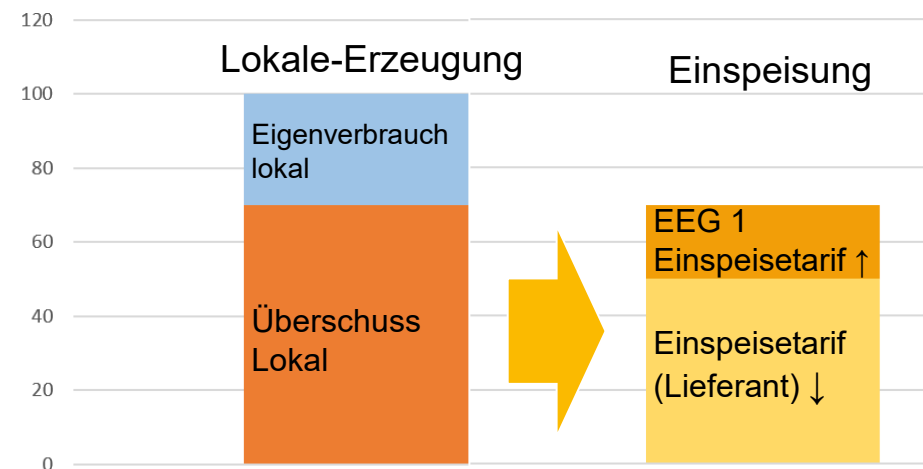 120
Lokale-Erzeugung
Einspeisung
100
Eigenverbrauch
lokal
80
EEG 1
Einspeisetarif ↑
60
Überschuss
Lokal
40
Einspeisetarif
(Lieferant) ↓
20
0